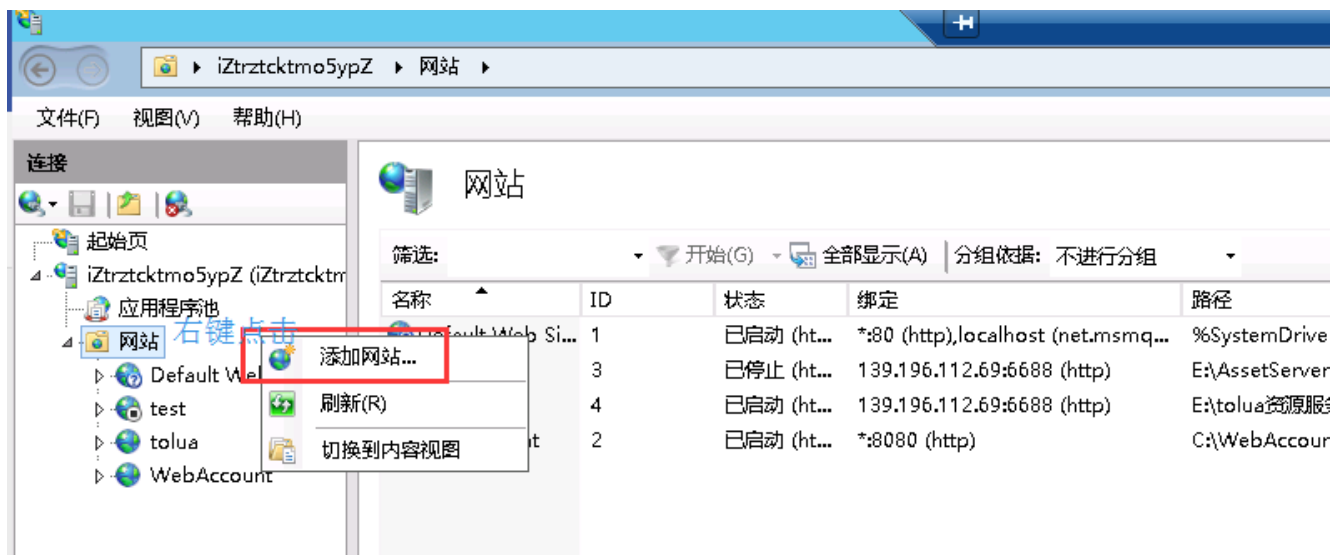 iZtrztcktmo5ypZ 网站
文件(F) 视图(V) 帮助(H)
连接
网站
起始页
筛选: 开始(G) 全部显示(A) 分组依据: 不进行分组
iZtrztcktmo5ypZ (iZtrztcktm
应用程序池
名称 ID 状态 绑定 路径
网站 右键点击
Default Web Si... 1 已启动 (ht... *:80 (http),localhost (net.msmq... %SystemDrive
添加网站...
Default We
3 已停止 (ht... 139.196.112.69:6688 (http) E:\AssetServer
test
刷新(R)
4 已启动 (ht... 139.196.112.69:6688 (http) E:\tolua资源服
tolua
切换到内容视图
2 已启动 (ht... *:8080 (http) C:\WebAccour
WebAccount